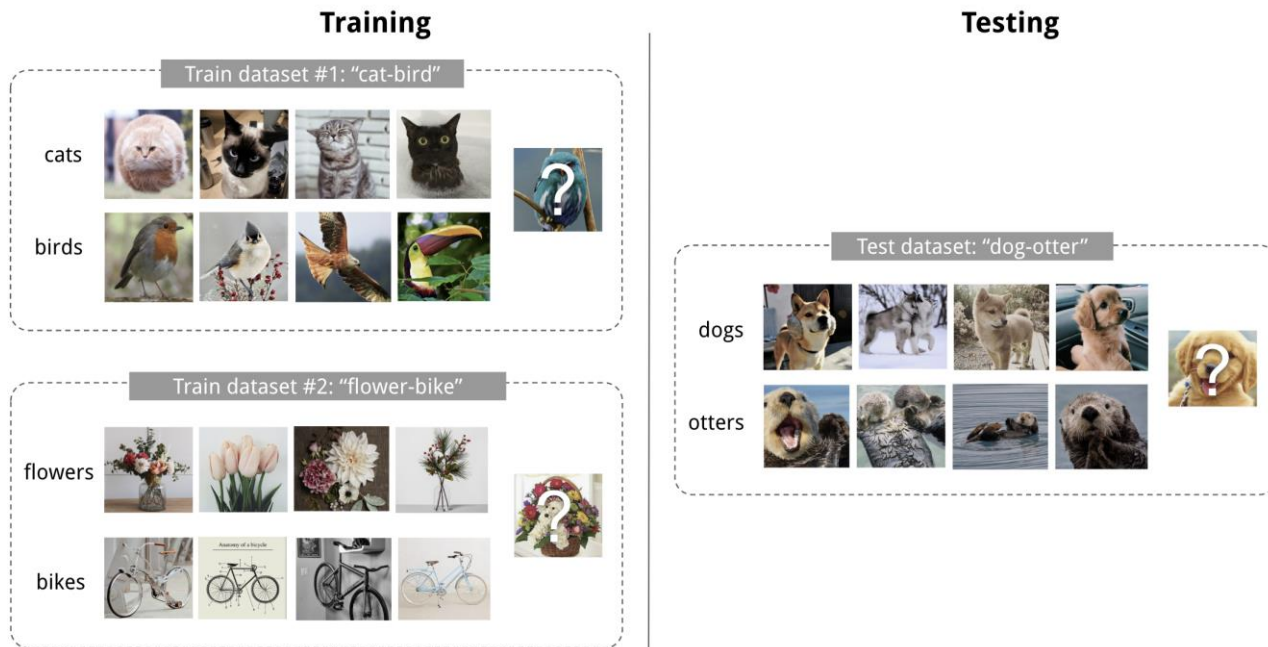 Training
Testing
Train dataset #1: “cat-bird”
cats
?
birds
Test dataset: “dog-otter”
dogs
?
otters
Train dataset #2: “flower-bike”
flowers
?
bikes
Anatomy of a bicycle